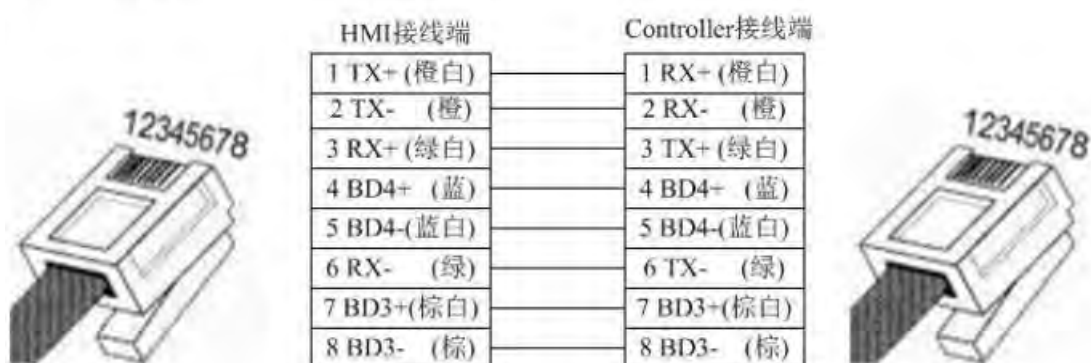 HMI接线端 Controller接线端
1 TX+ (橙白) 1 RX+ (橙白)
2 TX- (橙) 2 RX- (橙)
3 RX+ (绿白) 3 TX+ (绿白)
4 BD4+ (蓝) 4 BD4+ (蓝)
5 BD4-(蓝白) 5 BD4-(蓝白)
6 RX- (绿) 6 TX- (绿)
7 BD3+(棕白) 7 BD3+(棕白)
8 BD3- (棕) 8 BD3- (棕)
12345678
12345678